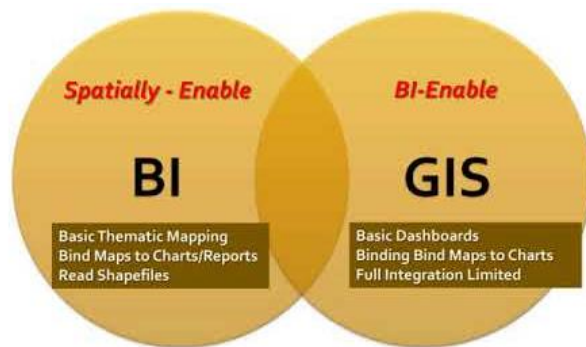 Spatially - Enable
BI
Basic Thematic Mapping
Bind Maps to Charts/Reports
Read Shapefiles
BI-Enable
GIS
Basic Dashboards
Binding Bind Maps to Charts
Full Integration Limited